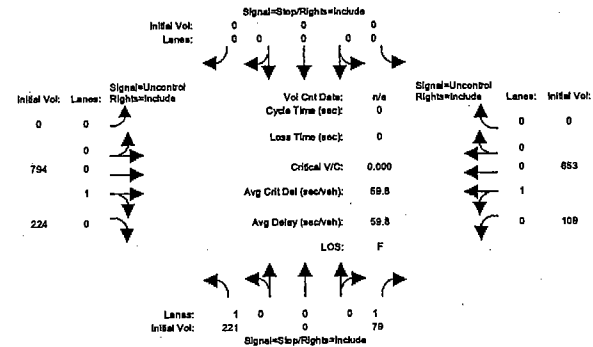 Signal=Stop/Rights=Include
Initial Vol: 0 0 0
Lanes: 0 0 0 0 0
Signal=Uncontrol
Initial Vol: Lanes: Rights=Include
Vol Cnt Date: n/a
Signal=Uncontrol
Rights=Include Lanes: Initial Vol:
Cycle Time (sec): 0
0 0
0 0
Loss Time (sec): 0
0
0
794 0
Critical V/C: 0.000
0 653
1
Avg Crit Del (sec/veh): 59.8
1
224 0
Avg Delay (sec/veh): 59.8
0 109
LOS: F
Lanes: 1 0 0 0 1
Initial Vol: 221 0 79
Signal=Stop/Rights=Include